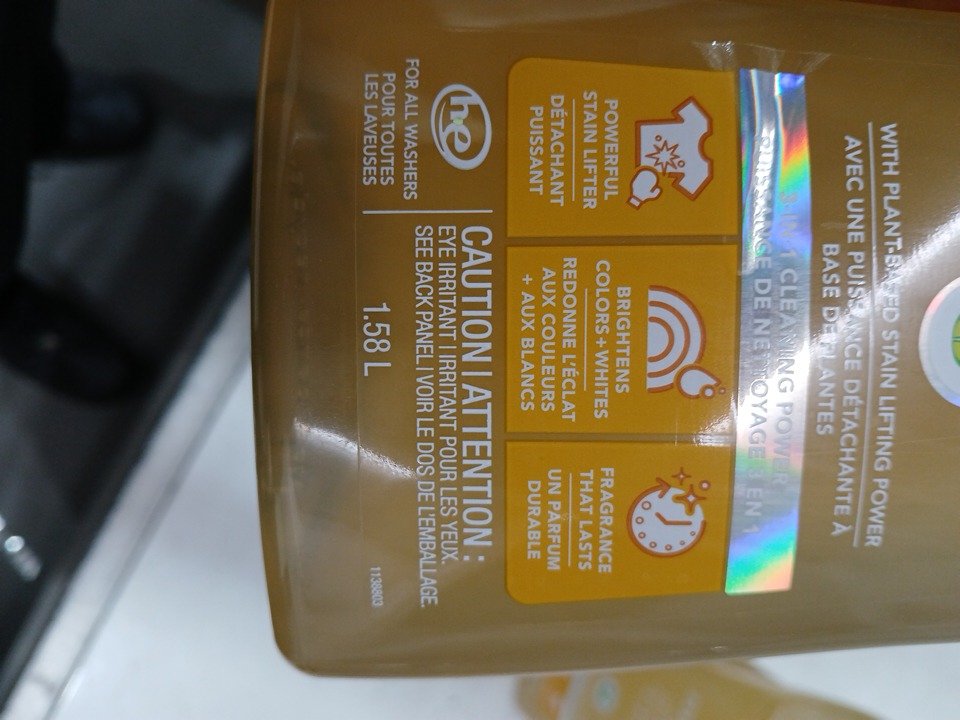 WITH PLANT-BASED STAIN LIFTING POWER
AVEC UNE PUISSANCE DÉTACHANTE À
BASE DE PLANTES
3 IN 1 CLEANING POWER
PUISSANCE DE NETTOYAGE 3 EN 1
POWERFUL
STAIN LIFTER
DÉTACHANT
PUISSANT
BRIGHTENS
COLORS+WHITES
REDONNE L'ÉCLAT
AUX COULEURS
+ AUX BLANCS
FRAGRANCE
THAT LASTS
UN PARFUM
DURABLE
he
FOR ALL WASHERS
POUR TOUTES
LES LAVEUSES
CAUTION | ATTENTION :
EYE IRRITANT | IRRITANT POUR LES YEUX.
SEE BACK PANEL | VOIR LE DOS DE L'EMBALLAGE.
1.58 L
1138803